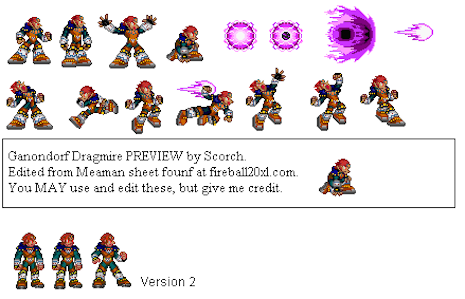 Ganondorf Dragmire PREVIEW by Scorch.
Edited from Meaman sheet founf at fireball20xl.com.
You MAY use and edit these, but give me credit.
Version 2